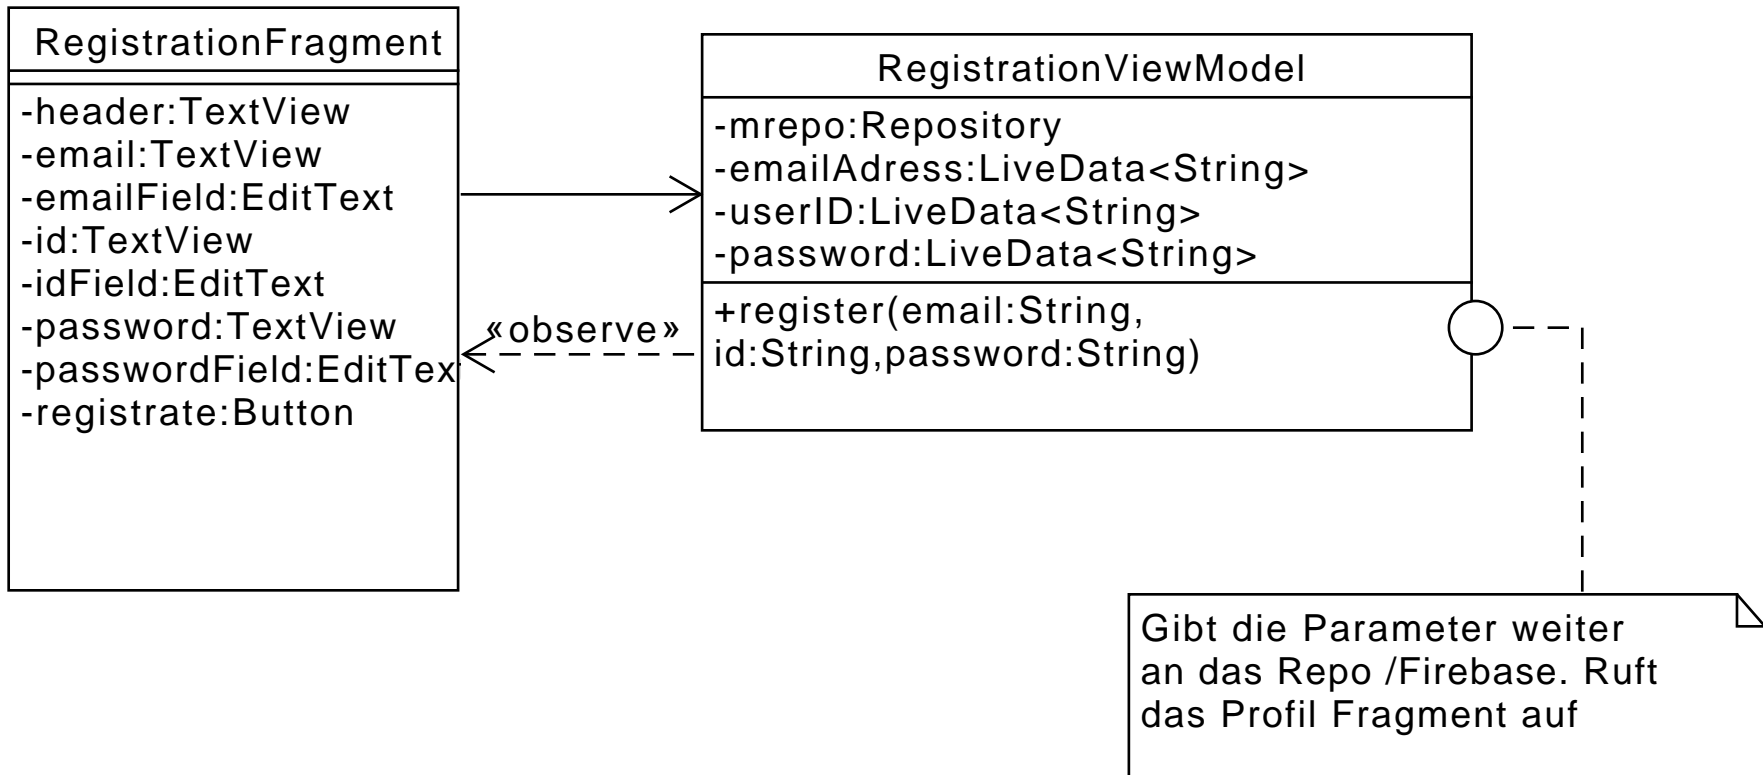 RegistrationFragment
-header:TextView
-email:TextView
-emailField:EditText
-id:TextView
-idField:EditText
-password:TextView
-passwordField:EditTex
-registrate:Button
«observe»
RegistrationViewModel
-mrepo:Repository
-emailAdress:LiveData<String>
-userID:LiveData<String>
-password:LiveData<String>
+register(email:String,
id:String,password:String)
Gibt die Parameter weiter
an das Repo /Firebase. Ruft
das Profil Fragment auf